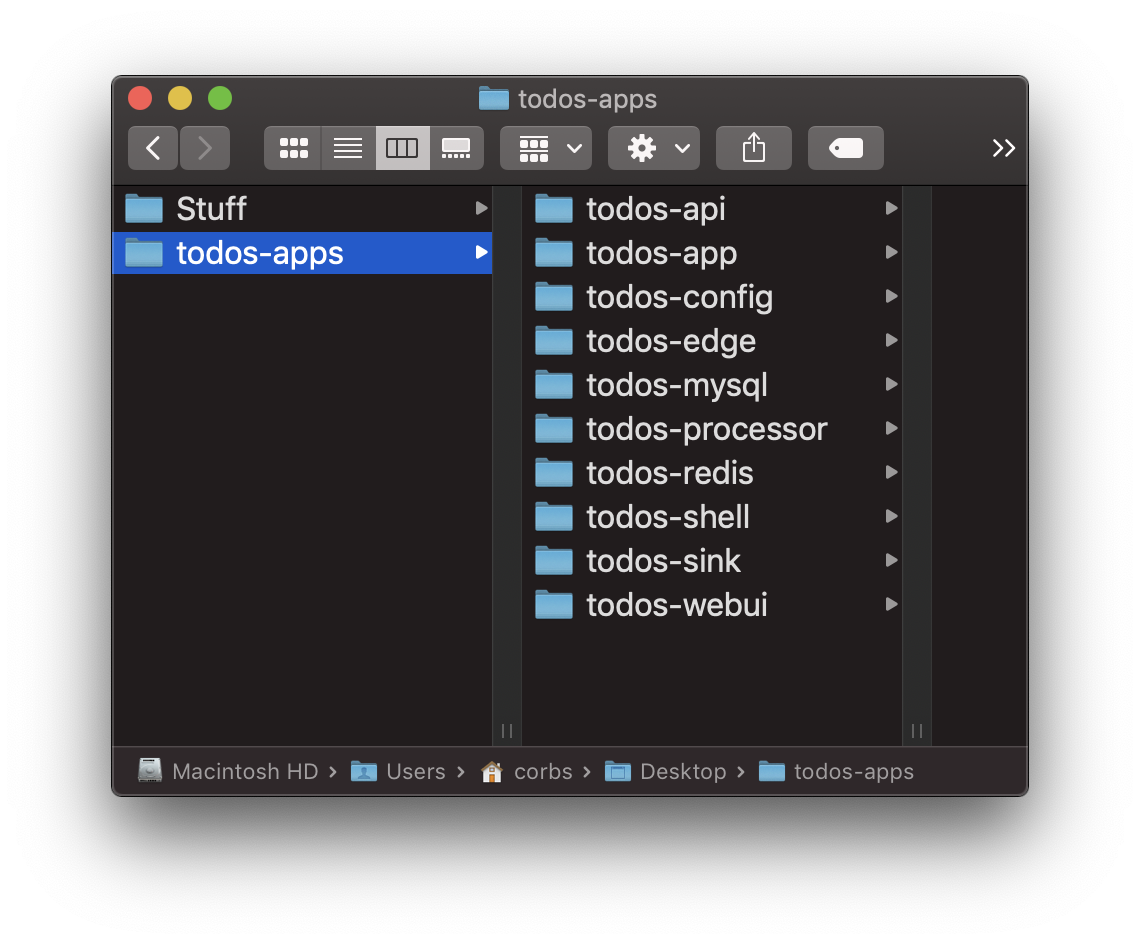 todos-apps
Stuff
todos-apps
todos-api
todos-app
todos-config
todos-edge
todos-mysql
todos-processor
todos-redis
todos-shell
todos-sink
todos-webui
Macintosh HD › Users › corbs › Desktop › todos-apps